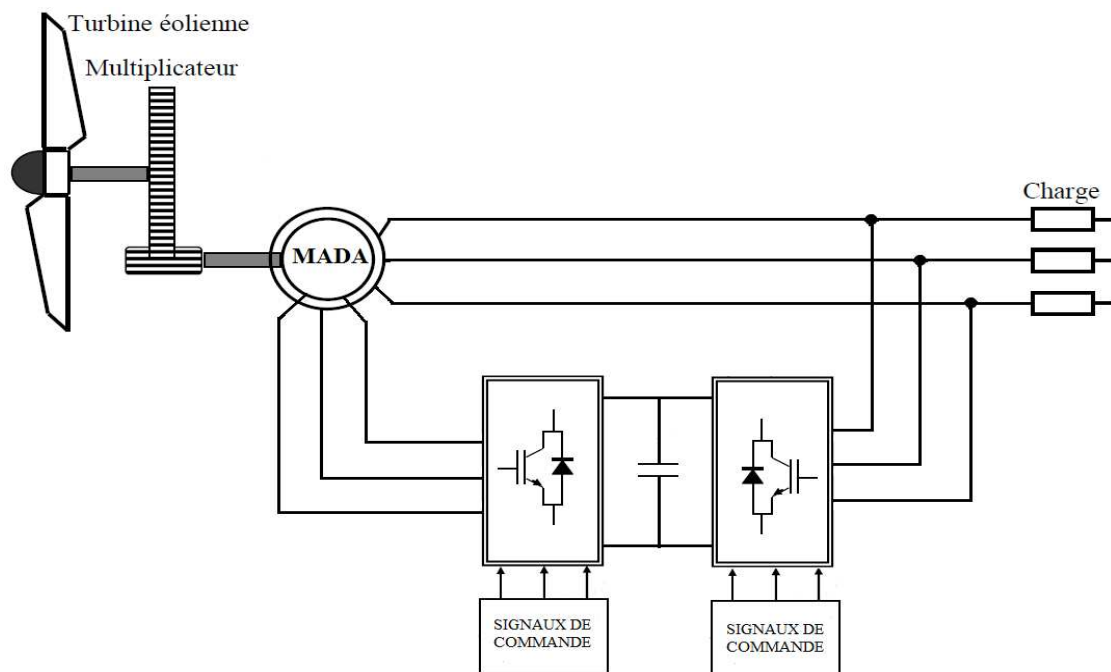 Turbine éolienne
Multiplicateur
Charge
MADA
SIGNAUX DE
COMMANDE
SIGNAUX DE
COMMANDE